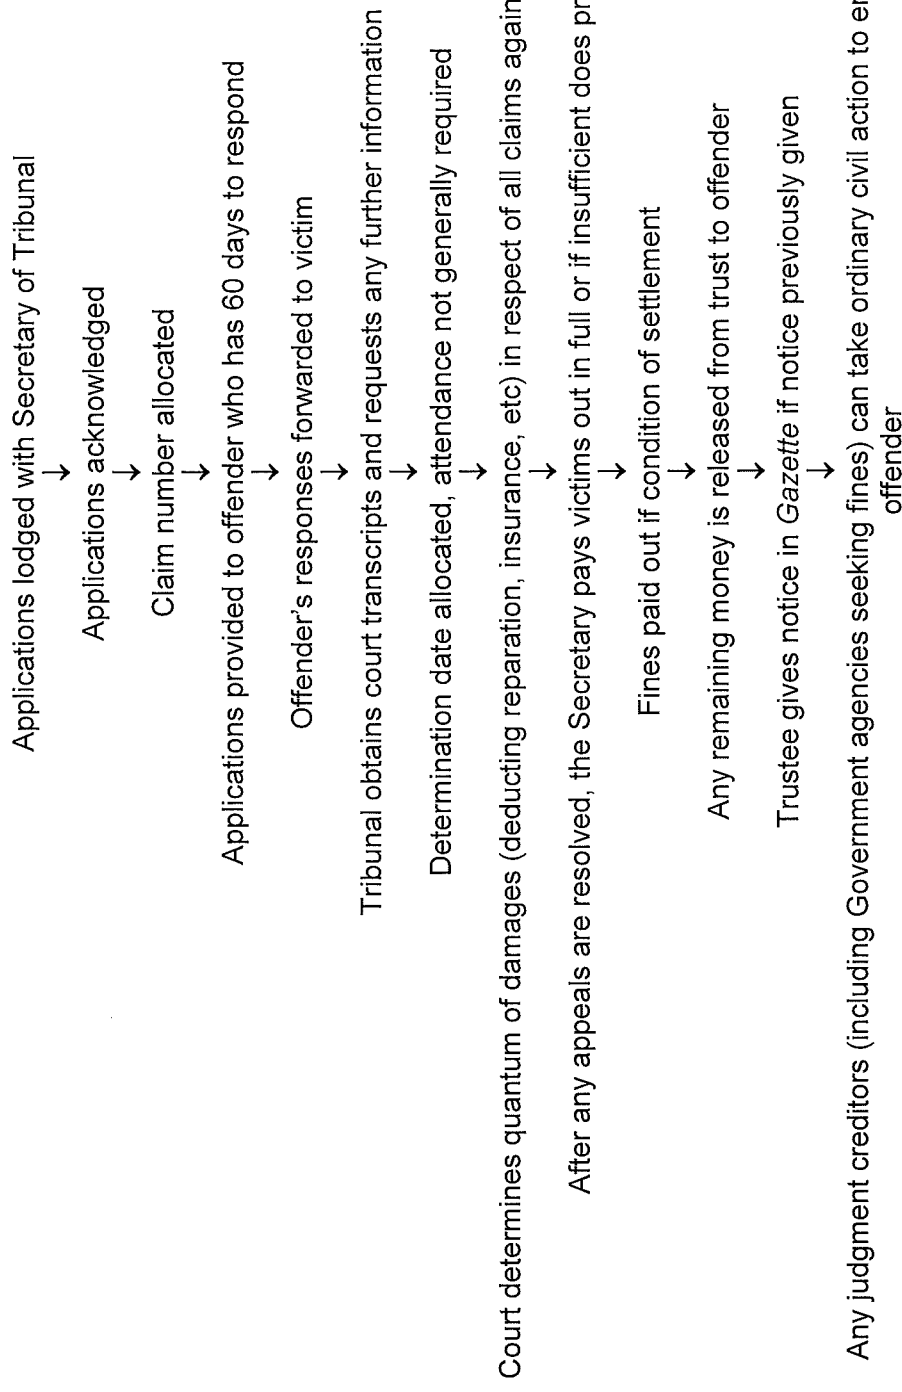 Applications lodged with Secretary of Tribunal
↓
Applications acknowledged
↓
Claim number allocated
↓
Applications provided to offender who has 60 days to respond
↓
Offender's responses forwarded to victim
↓
Tribunal obtains court transcripts and requests any further information
↓
Determination date allocated, attendance not generally required
↓
Court determines quantum of damages (deducting reparation, insurance, etc) in respect of all claims again
↓
After any appeals are resolved, the Secretary pays victims out in full or if insufficient does pr
↓
Fines paid out if condition of settlement
↓
Any remaining money is released from trust to offender
↓
Trustee gives notice in Gazette if notice previously given
↓
Any judgment creditors (including Government agencies seeking fines) can take ordinary civil action to en
offender